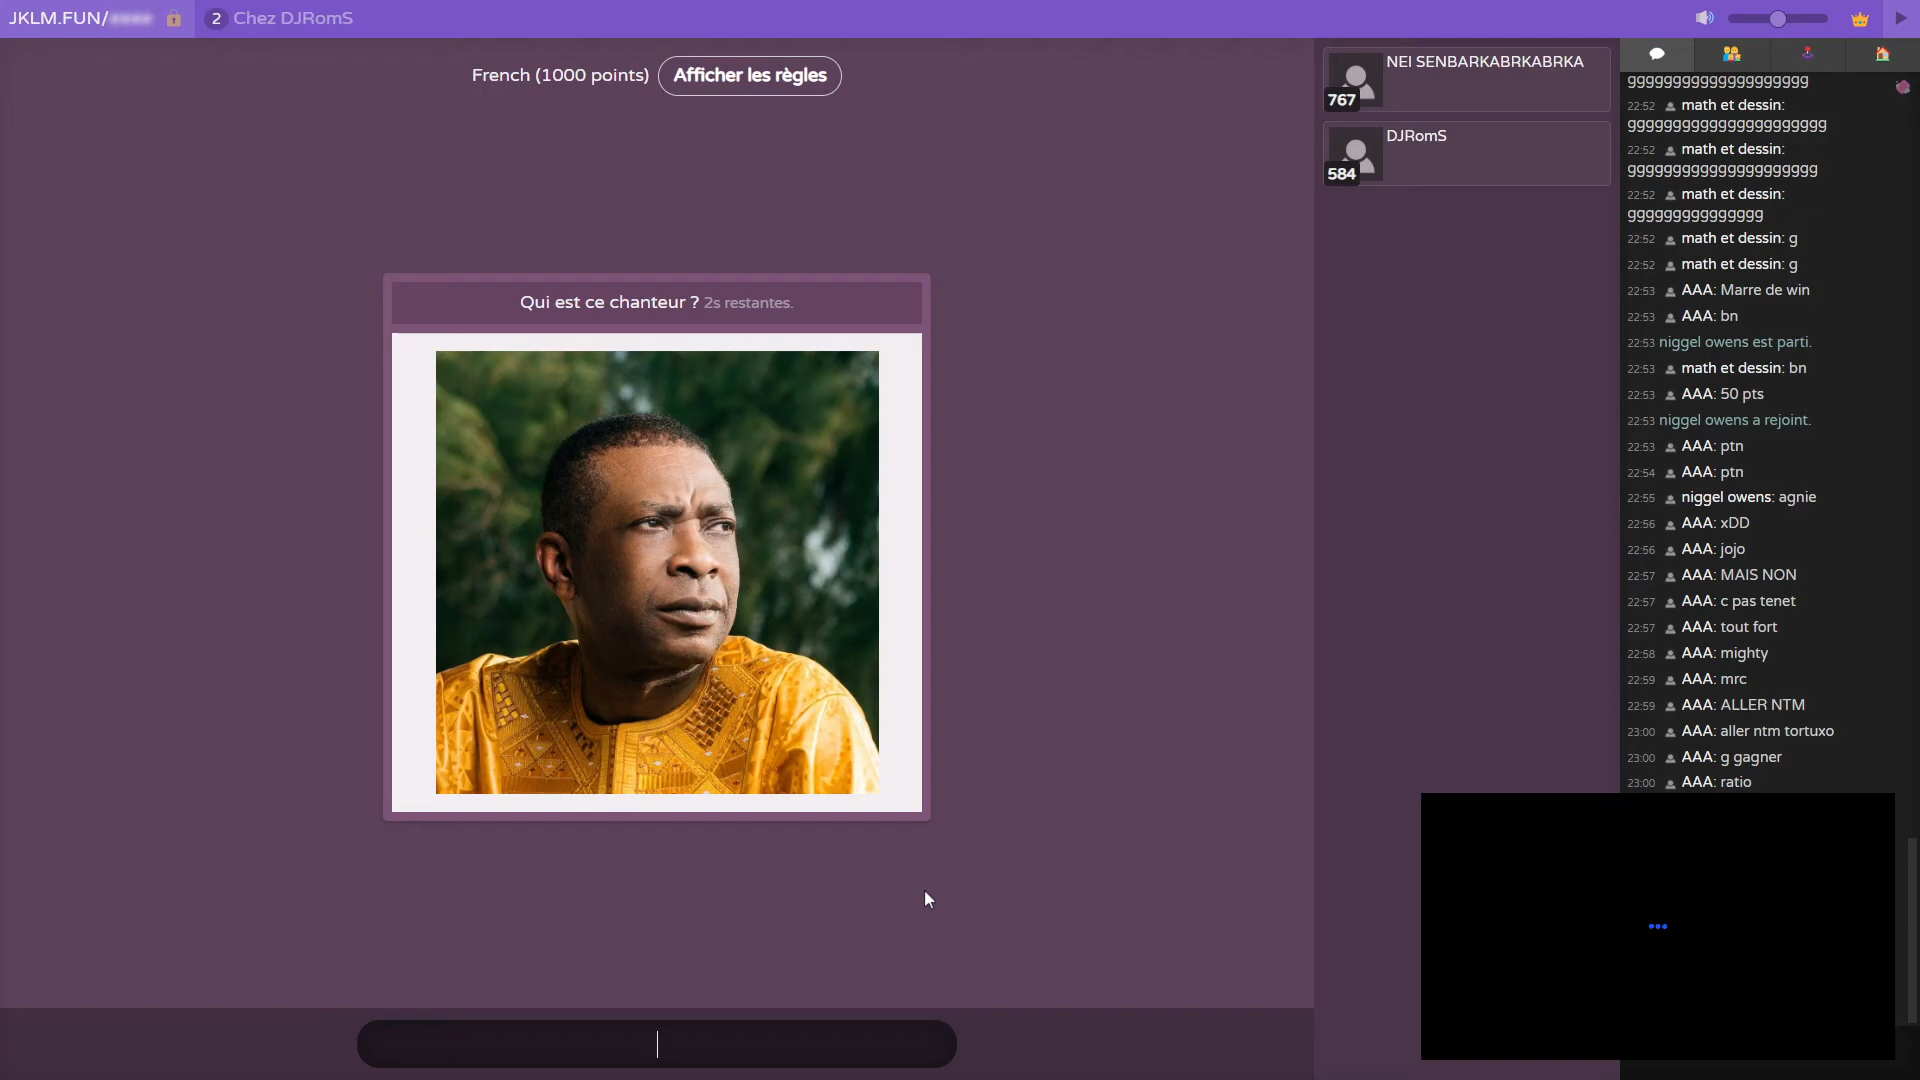 JKLM.FUN/
2 Chez DJRomS
French (1000 points) Afficher les règles
Qui est ce chanteur ? 2s restantes.
NEI SENBARKABRKABRKA
767
DJRomS
584
gggggggggggggggggggg
22:52 math et dessin:
gggggggggggggggggggggg
22:52 math et dessin:
ggggggggggggggggggggg
22:52 math et dessin:
ggggggggggggggg
22:52 math et dessin: g
22:52 math et dessin: g
22:53 AAA: Marre de win
22:53 AAA: bn
22:53 niggel owens est parti.
22:53 math et dessin: bn
22:53 AAA: 50 pts
22:53 niggel owens a rejoint.
22:53 AAA: ptn
22:54 AAA: ptn
22:55 niggel owens: agnie
22:56 AAA: xDD
22:56 AAA: jojo
22:57 AAA: MAIS NON
22:57 AAA: c pas tenet
22:57 AAA: tout fort
22:58 AAA: mighty
22:59 AAA: mrc
22:59 AAA: ALLER NTM
23:00 AAA: aller ntm tortuxo
23:00 AAA: g gagner
23:00 AAA: ratio